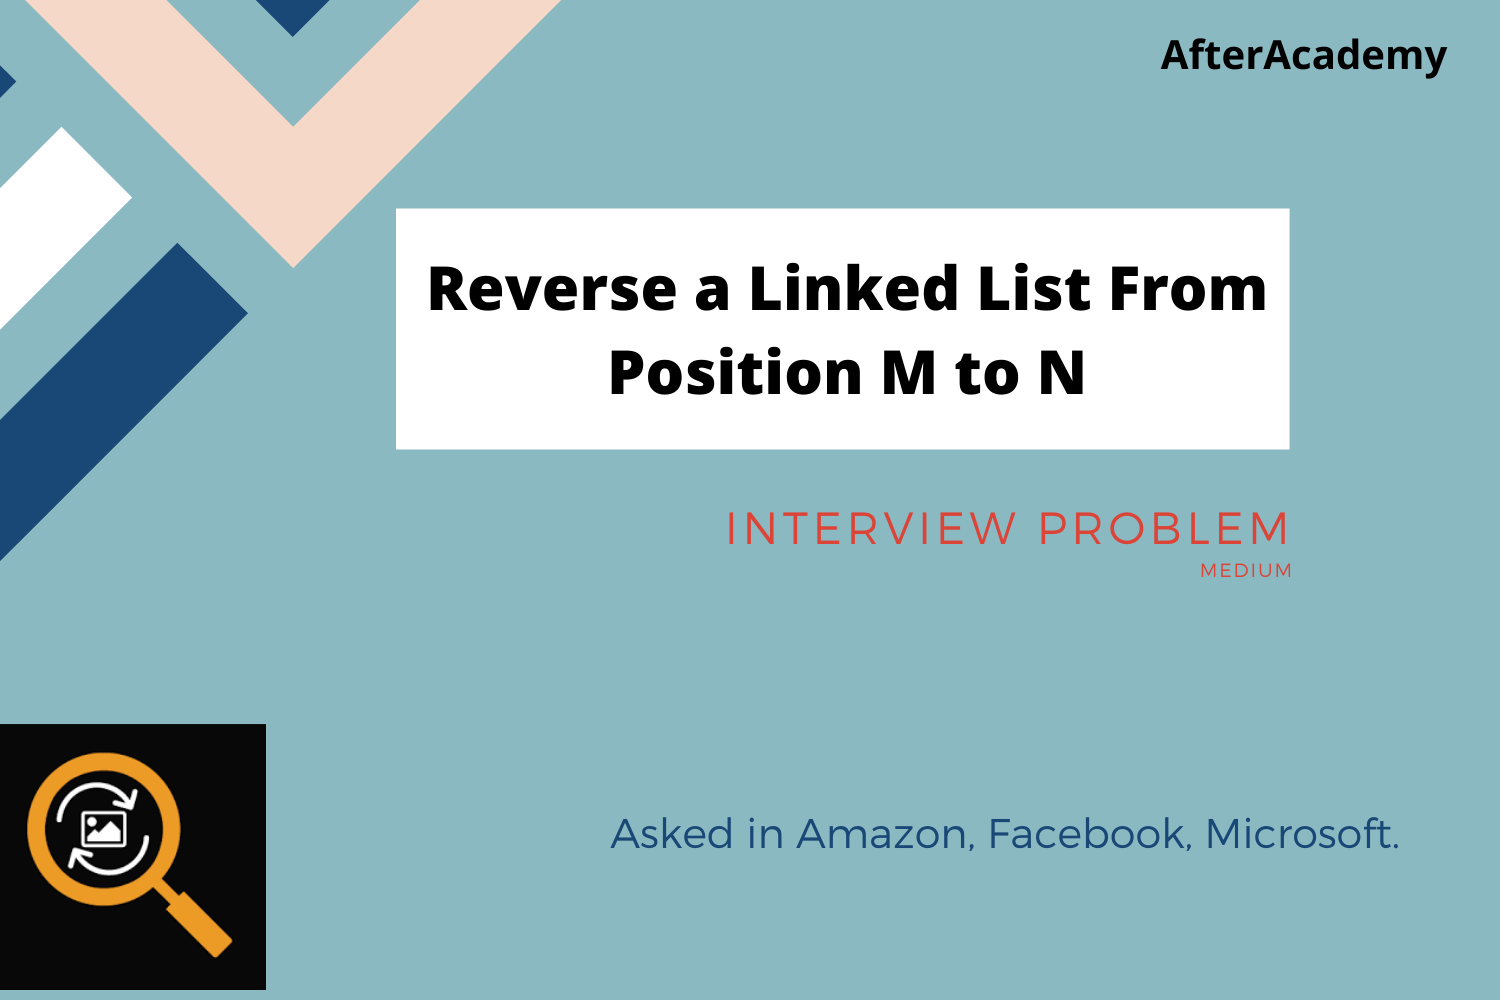 AfterAcademy
Reverse a Linked List From
Position M to N
INTERVIEW PROBLEM
MEDIUM
Asked in Amazon, Facebook, Microsoft.